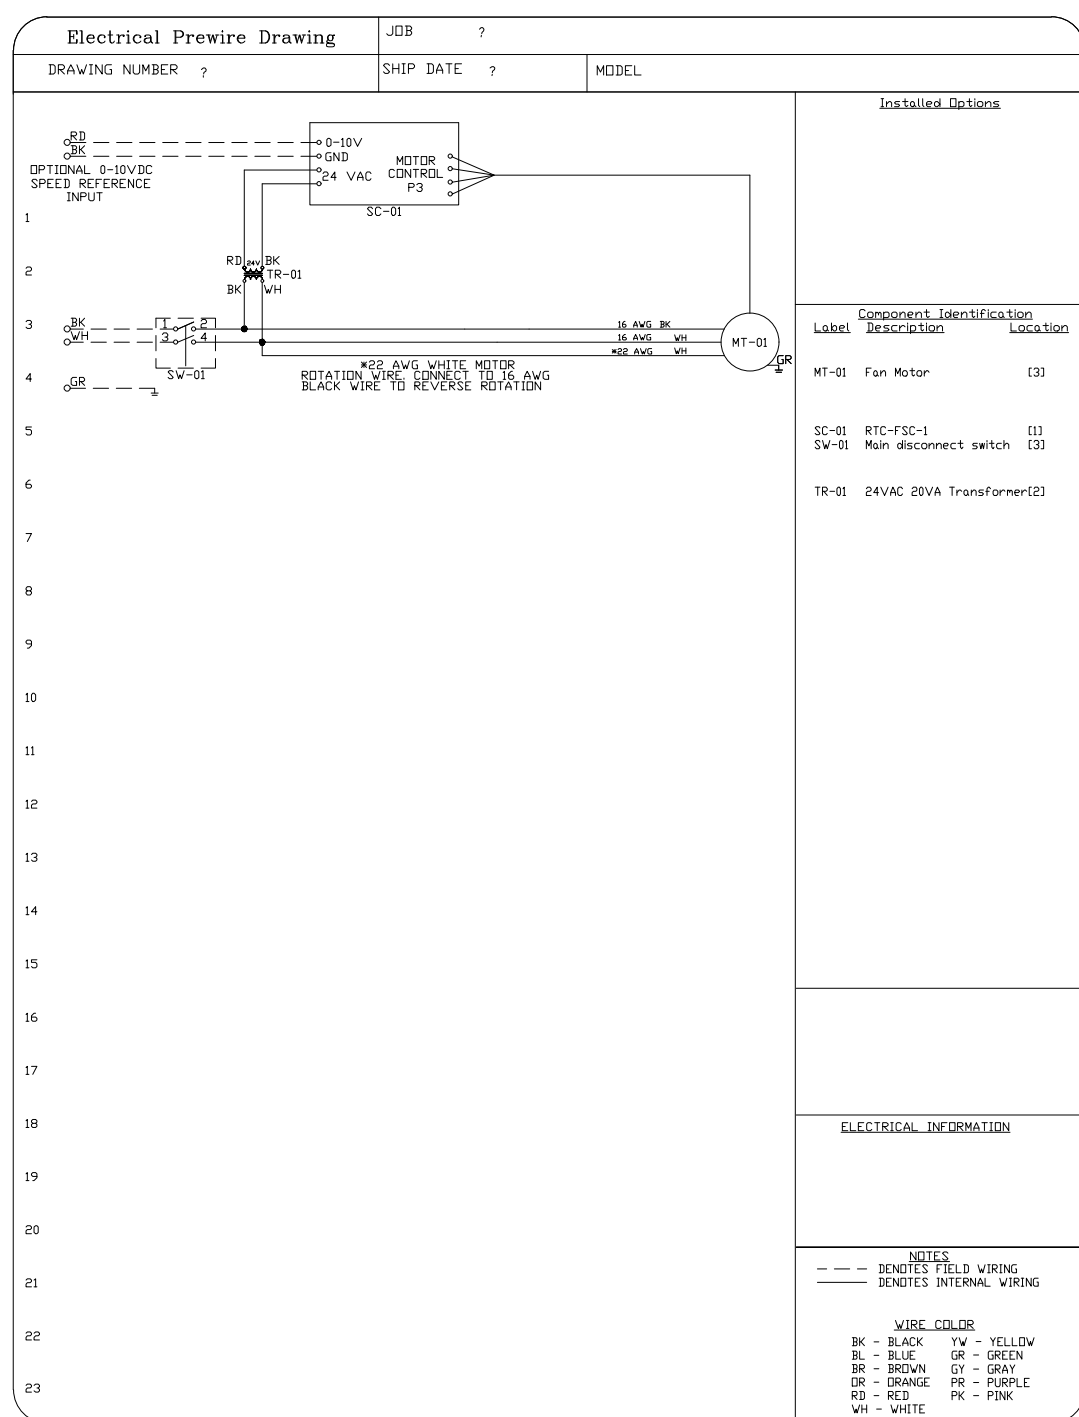 Electrical Prewire Drawing
JOB ?
DRAWING NUMBER ?
SHIP DATE ?
MODEL
Installed Options
RD
BK
OPTIONAL 0-10VDC
SPEED REFERENCE
INPUT
0-10V
GND
24 VAC
MOTOR
CONTROL
P3
SC-01
1
2
RD 24V BK
TR-01
BK WH
3
BK
WH
1 2
3 4
SW-01
16 AWG BK
16 AWG WH
*22 AWG WH
MT-01
GR
*22 AWG WHITE MOTOR
ROTATION WIRE. CONNECT TO 16 AWG
BLACK WIRE TO REVERSE ROTATION
4
GR
5
6
7
8
9
10
11
12
13
14
15
16
17
18
19
20
21
22
23
Component Identification
Label Description Location
MT-01 Fan Motor [3]
SC-01 RTC-FSC-1 [1]
SW-01 Main disconnect switch [3]
TR-01 24VAC 20VA Transformer[2]
ELECTRICAL INFORMATION
NOTES
DENOTES FIELD WIRING
DENOTES INTERNAL WIRING
WIRE COLOR
BK - BLACK YW - YELLOW
BL - BLUE GR - GREEN
BR - BROWN GY - GRAY
OR - ORANGE PR - PURPLE
RD - RED PK - PINK
WH - WHITE